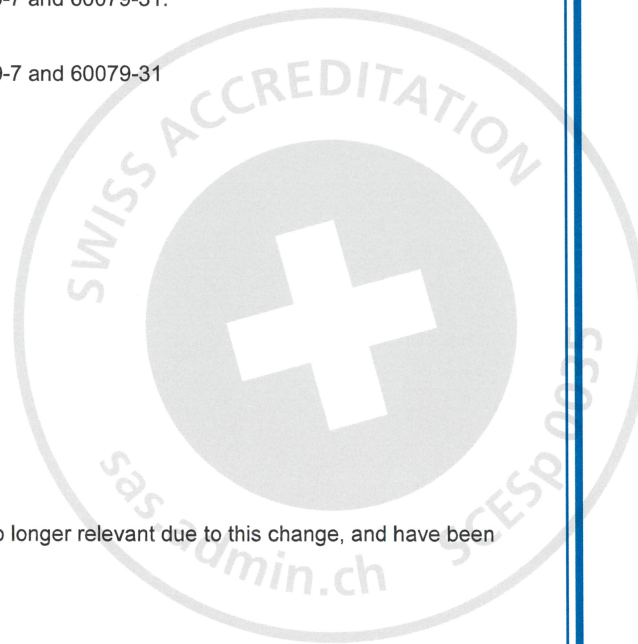 -7 and 60079-31.
9-7 and 60079-31
SWISS ACCREDITATION
longer relevant due to this change, and have been
sas.admin.ch
SCESp 0035